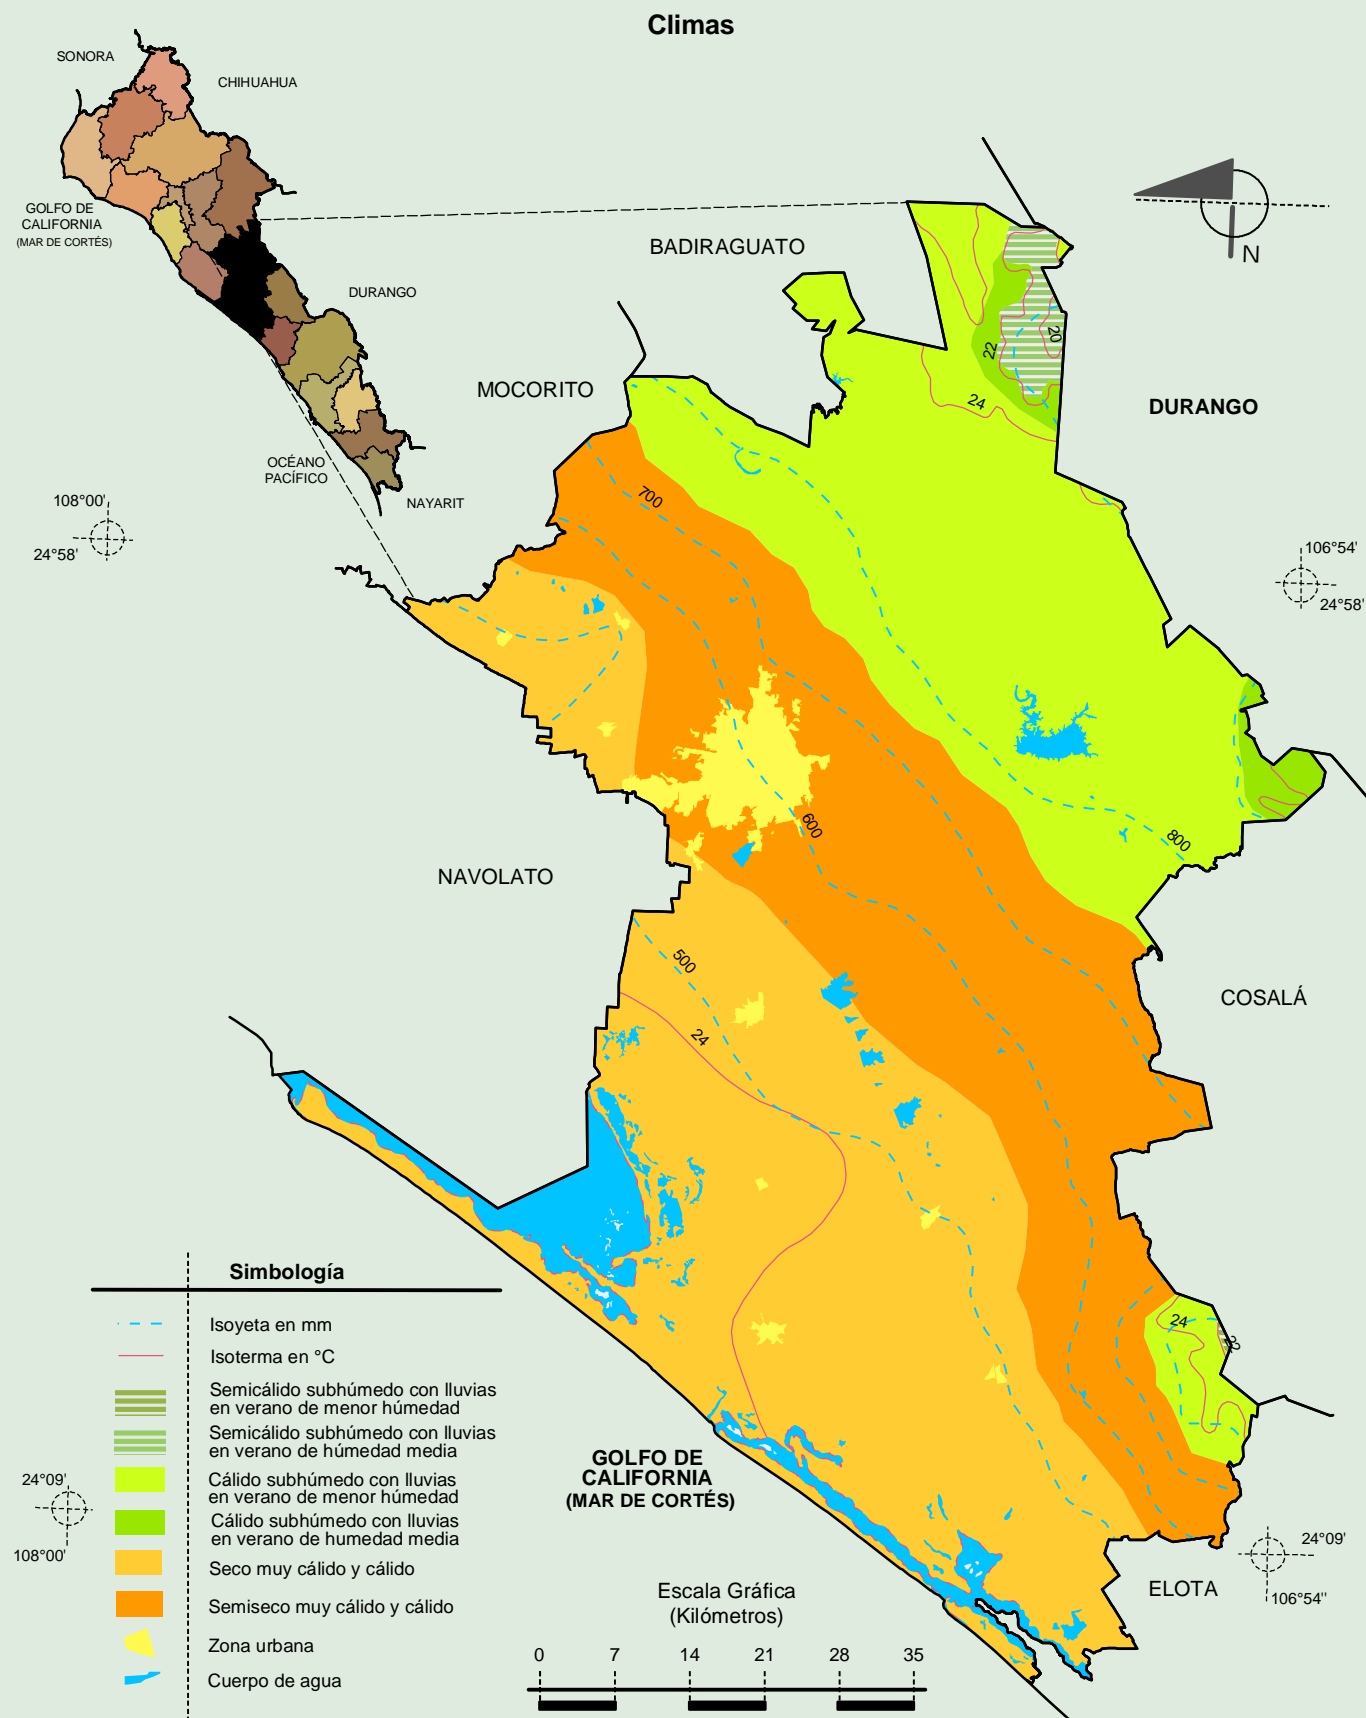 Climas
SONORA
CHIHUAHUA
GOLFO DE
CALIFORNIA
(MAR DE CORTÉS)
DURANGO
OCÉANO
PACÍFICO
NAYARIT
BADIRAGUATO
N
MOCORITO
DURANGO
20
22
24
108°00'
24°58'
106°54'
24°58'
700
600
800
NAVOLATO
500
24
COSALÁ
24
22
GOLFO DE
CALIFORNIA
(MAR DE CORTÉS)
ELOTA
Simbología
Isoyeta en mm
Isoterma en °C
Semicálido subhúmedo con lluvias
en verano de menor húmedad
Semicálido subhúmedo con lluvias
en verano de húmedad media
Cálido subhúmedo con lluvias
en verano de menor húmedad
Cálido subhúmedo con lluvias
en verano de humedad media
Seco muy cálido y cálido
Semiseco muy cálido y cálido
Zona urbana
Cuerpo de agua
24°09'
108°00'
24°09'
106°54''
Escala Gráfica
(Kilómetros)
0 7 14 21 28 35